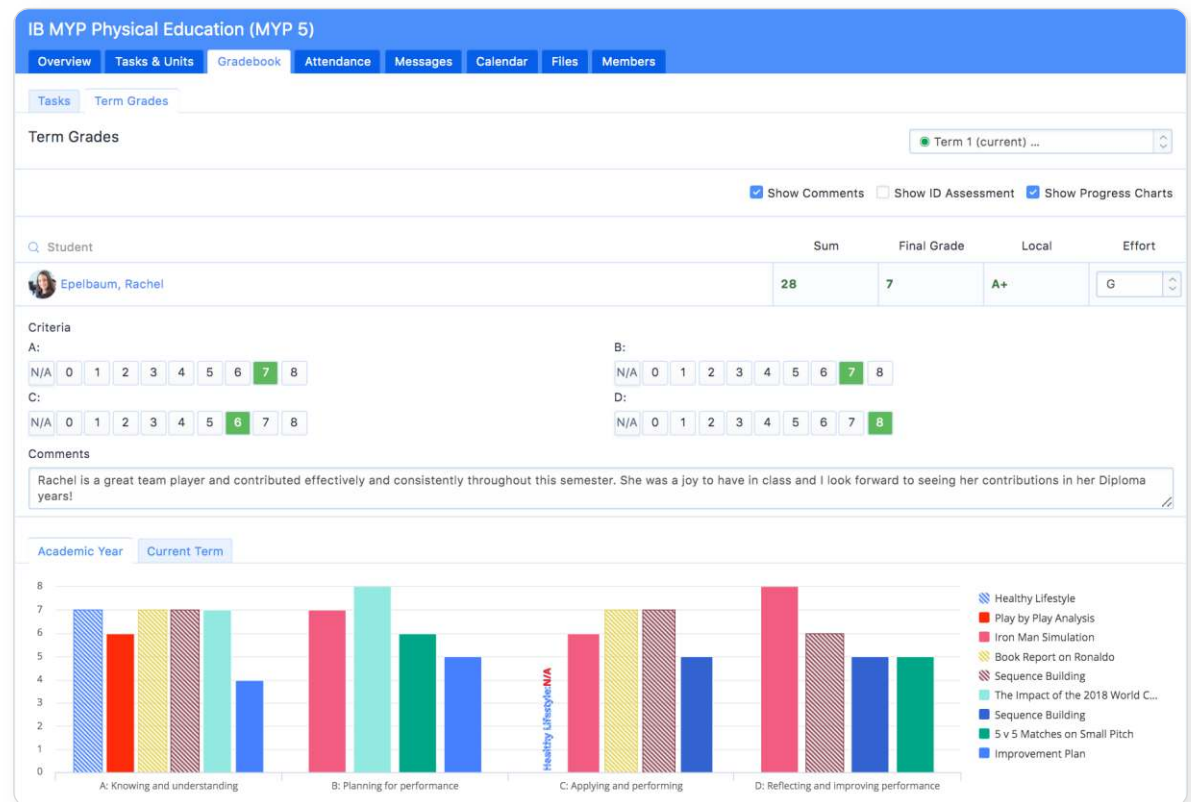 IB MYP Physical Education (MYP 5)
Overview Tasks & Units Gradebook Attendance Messages Calendar Files Members
Tasks Term Grades
Term Grades
Term 1 (current) ...
Show Comments Show ID Assessment Show Progress Charts
Student Sum Final Grade Local Effort
Epelbaum, Rachel 28 7 A+ G
Criteria
A: B:
N/A 0 1 2 3 4 5 6 7 8 N/A 0 1 2 3 4 5 6 7 8
C: D:
N/A 0 1 2 3 4 5 6 7 8 N/A 0 1 2 3 4 5 6 7 8
Comments
Rachel is a great team player and contributed effectively and consistently throughout this semester. She was a joy to have in class and I look forward to seeing her contributions in her Diploma
years!
Academic Year Current Term
8
7
6
5
4
3
2
1
0
Healthy Lifestyle:N/A
A: Knowing and understanding B: Planning for performance C: Applying and performing D: Reflecting and improving performance
Healthy Lifestyle
Play by Play Analysis
Iron Man Simulation
Book Report on Ronaldo
Sequence Building
The Impact of the 2018 World C...
Sequence Building
5 v 5 Matches on Small Pitch
Improvement Plan